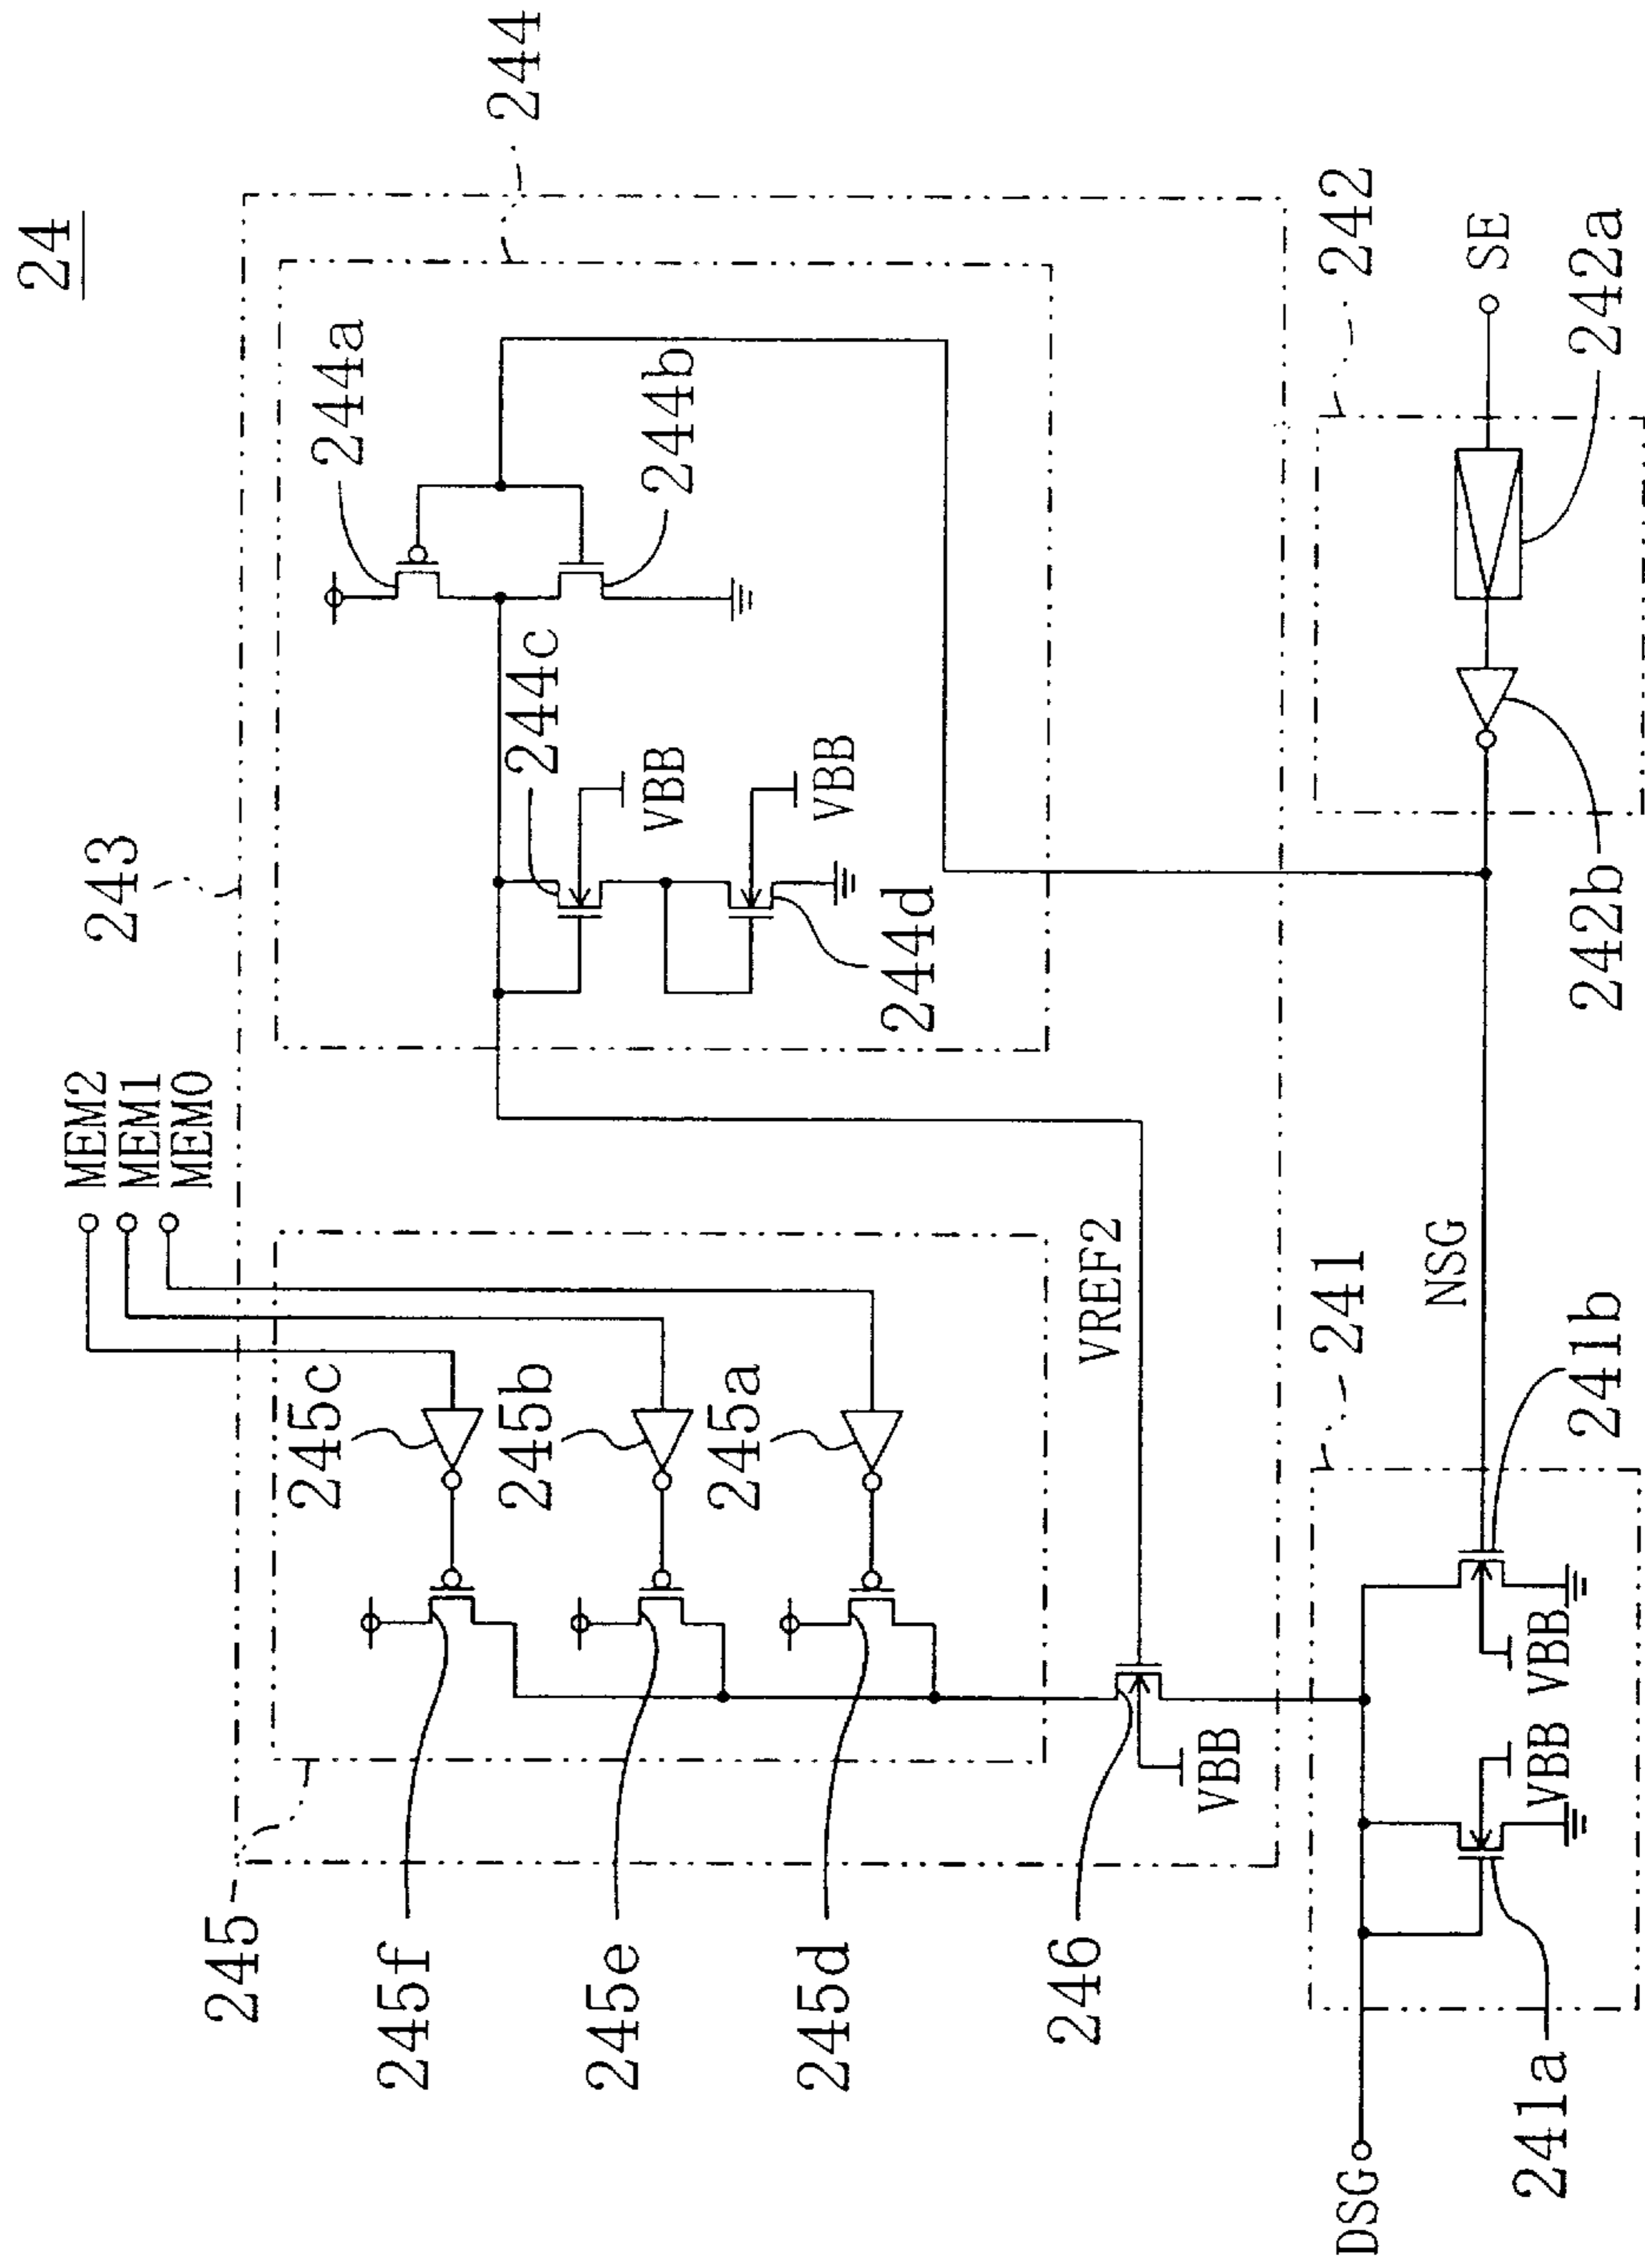 24
243
244
244a
244b
244c
244d
VBB
VBB
MEM2
MEM1
MEM0
245
245c
245b
245a
245f
245e
245d
246
VBB
VREF2
NSG
241
241a
241b
VBB
VBB
DSG
242
SE
242a
242b